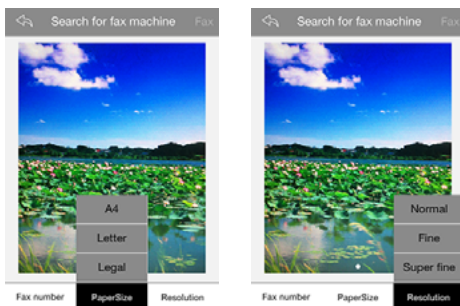 Search for fax machine Fax
A4
Letter
Legal
Fax number PaperSize Resolution
Search for fax machine Fax
Normal
Fine
Super fine
Fax number PaperSize Resolution